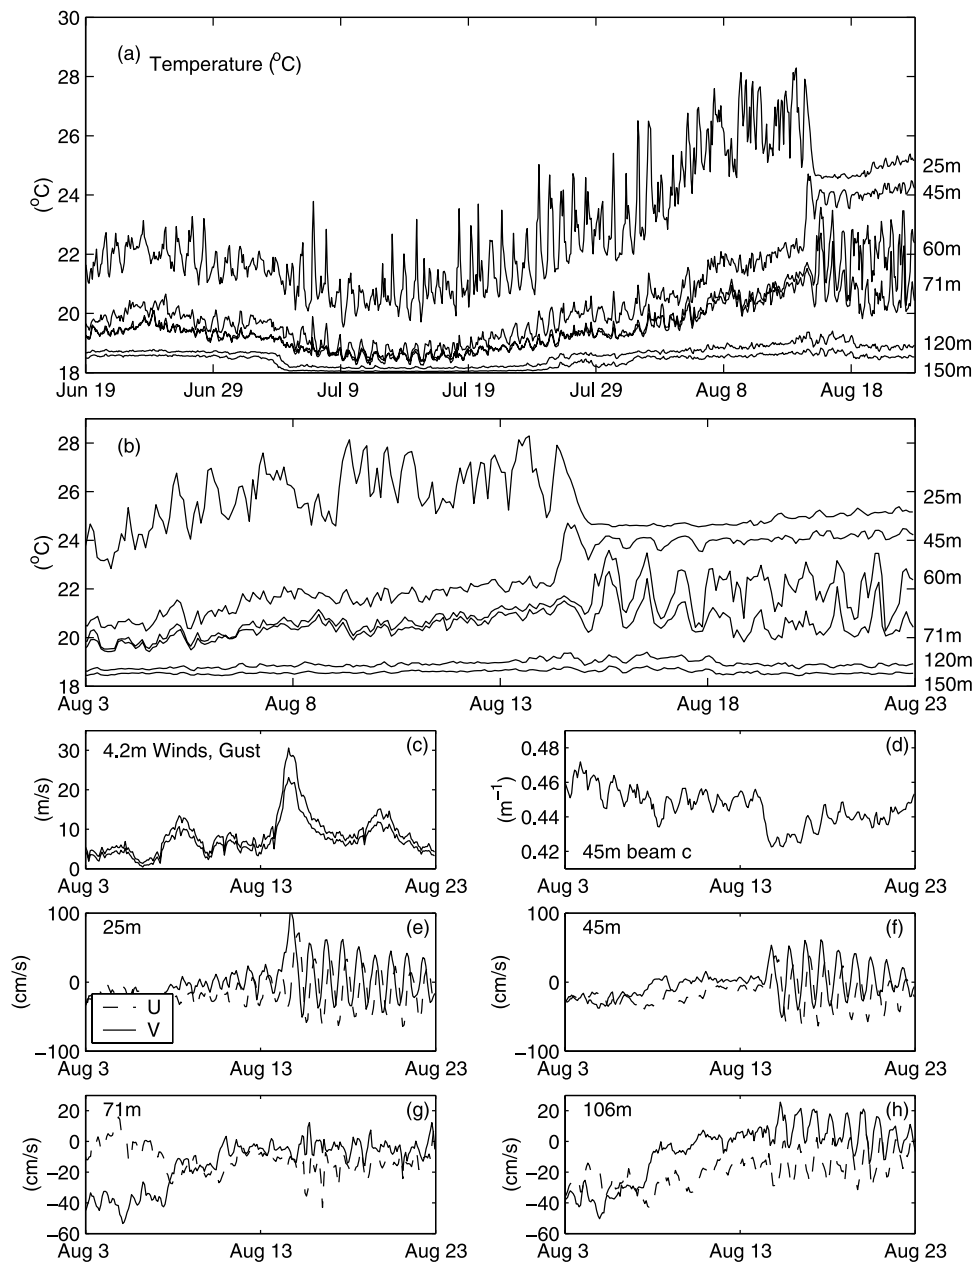 30
28
26
24
22
20
18
(°C)
(a) Temperature (°C)
25m
45m
60m
71m
120m
150m
Jun 19 Jun 29 Jul 9 Jul 19 Jul 29 Aug 8 Aug 18
28
26
24
22
20
18
(°C)
(b)
25m
45m
60m
71m
120m
150m
Aug 3 Aug 8 Aug 13 Aug 18 Aug 23
30
20
10
0
(m/s)
4.2m Winds, Gust (c)
Aug 3 Aug 13 Aug 23
0.48
0.46
0.44
0.42
(m⁻¹)
(d)
45m beam c
Aug 3 Aug 13 Aug 23
100
0
−100
(cm/s)
25m (e)
U
V
Aug 3 Aug 13 Aug 23
100
0
−100
(cm/s)
45m (f)
Aug 3 Aug 13 Aug 23
20
0
−20
−40
−60
(cm/s)
71m (g)
Aug 3 Aug 13 Aug 23
20
0
−20
−40
−60
(cm/s)
106m (h)
Aug 3 Aug 13 Aug 23